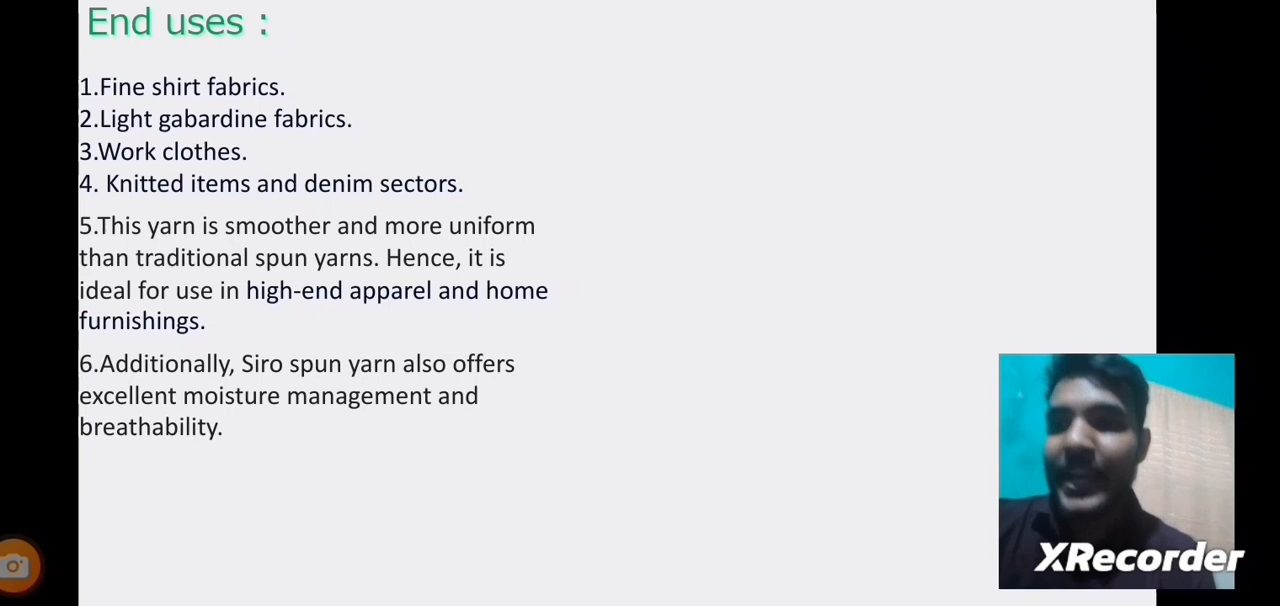 End uses :
1.Fine shirt fabrics.
2.Light gabardine fabrics.
3.Work clothes.
4. Knitted items and denim sectors.
5.This yarn is smoother and more uniform
than traditional spun yarns. Hence, it is
ideal for use in high-end apparel and home
furnishings.
6.Additionally, Siro spun yarn also offers
excellent moisture management and
breathability.
XRecorder